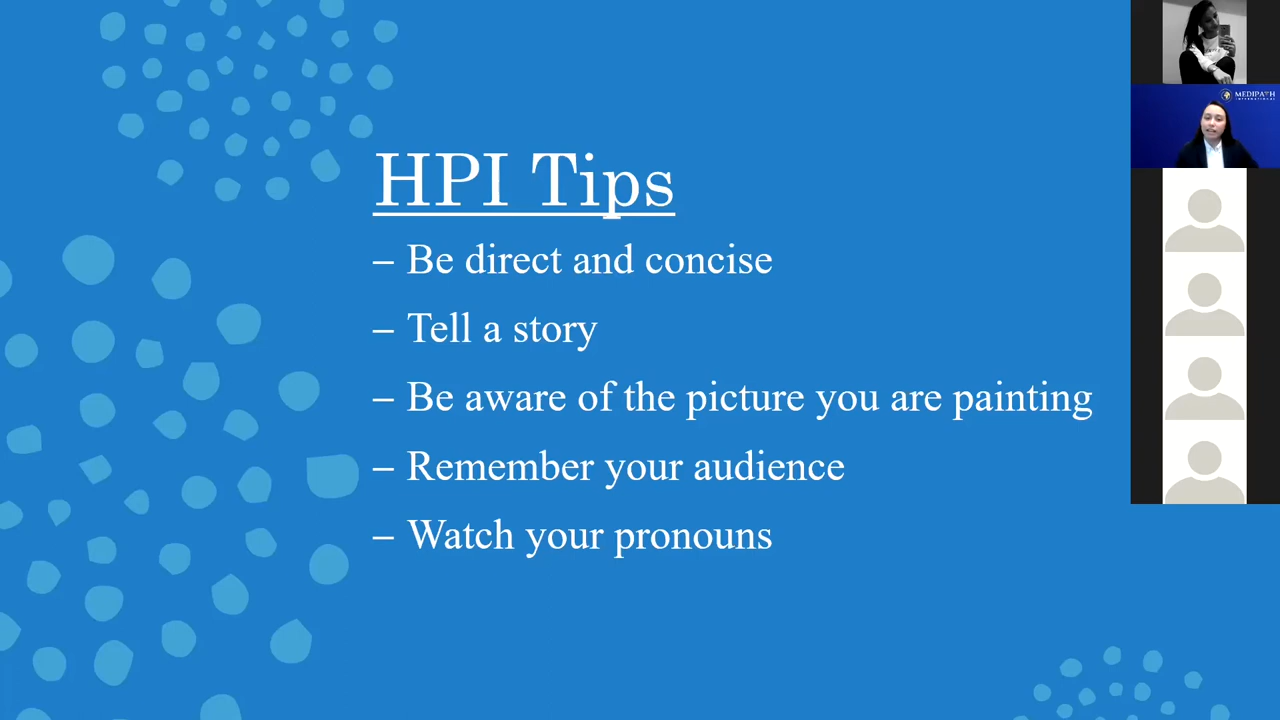 HPI Tips
– Be direct and concise
– Tell a story
– Be aware of the picture you are painting
– Remember your audience
– Watch your pronouns
MEDIPATH
International